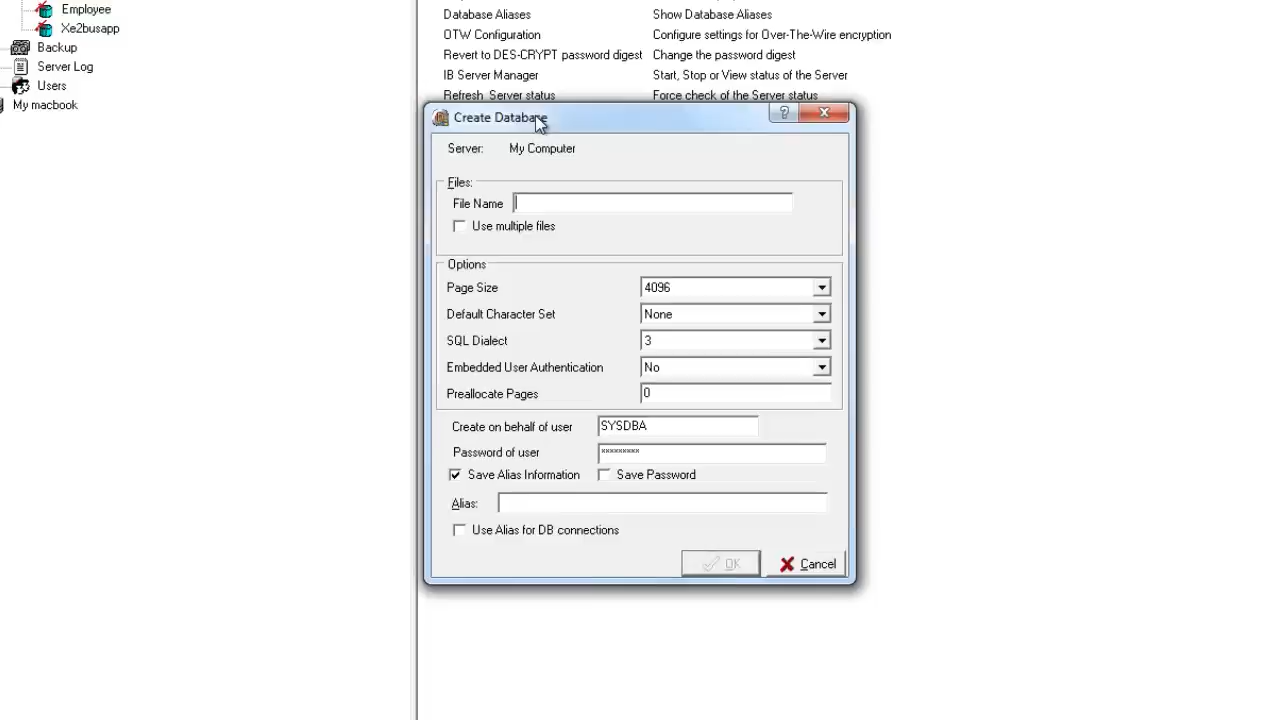 Employee
Xe2busapp
Backup
Server Log
Users
My macbook
Database Aliases Show Database Aliases
OTW Configuration Configure settings for Over-The-Wire encryption
Revert to DES-CRYPT password digest Change the password digest
IB Server Manager Start, Stop or View status of the Server
Refresh Server status Force check of the Server status
Create Database
Server: My Computer
Files:
File Name
Use multiple files
Options
Page Size 4096
Default Character Set None
SQL Dialect 3
Embedded User Authentication No
Preallocate Pages 0
Create on behalf of user SYSDBA
Password of user *********
Save Alias Information Save Password
Alias:
Use Alias for DB connections
OK Cancel